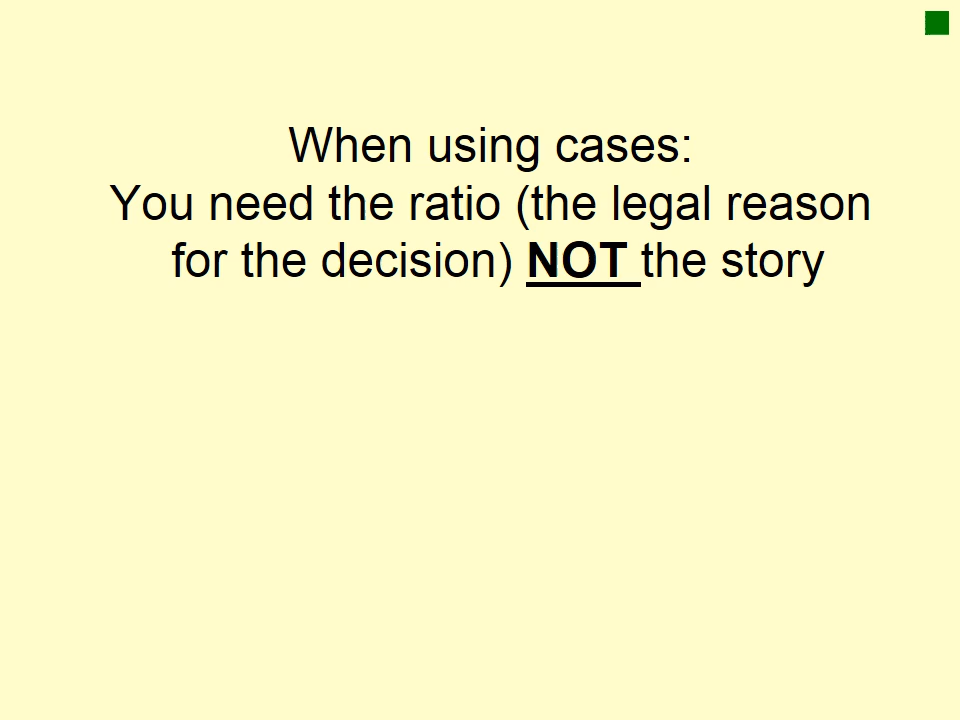 When using cases:
You need the ratio (the legal reason
for the decision) NOT the story